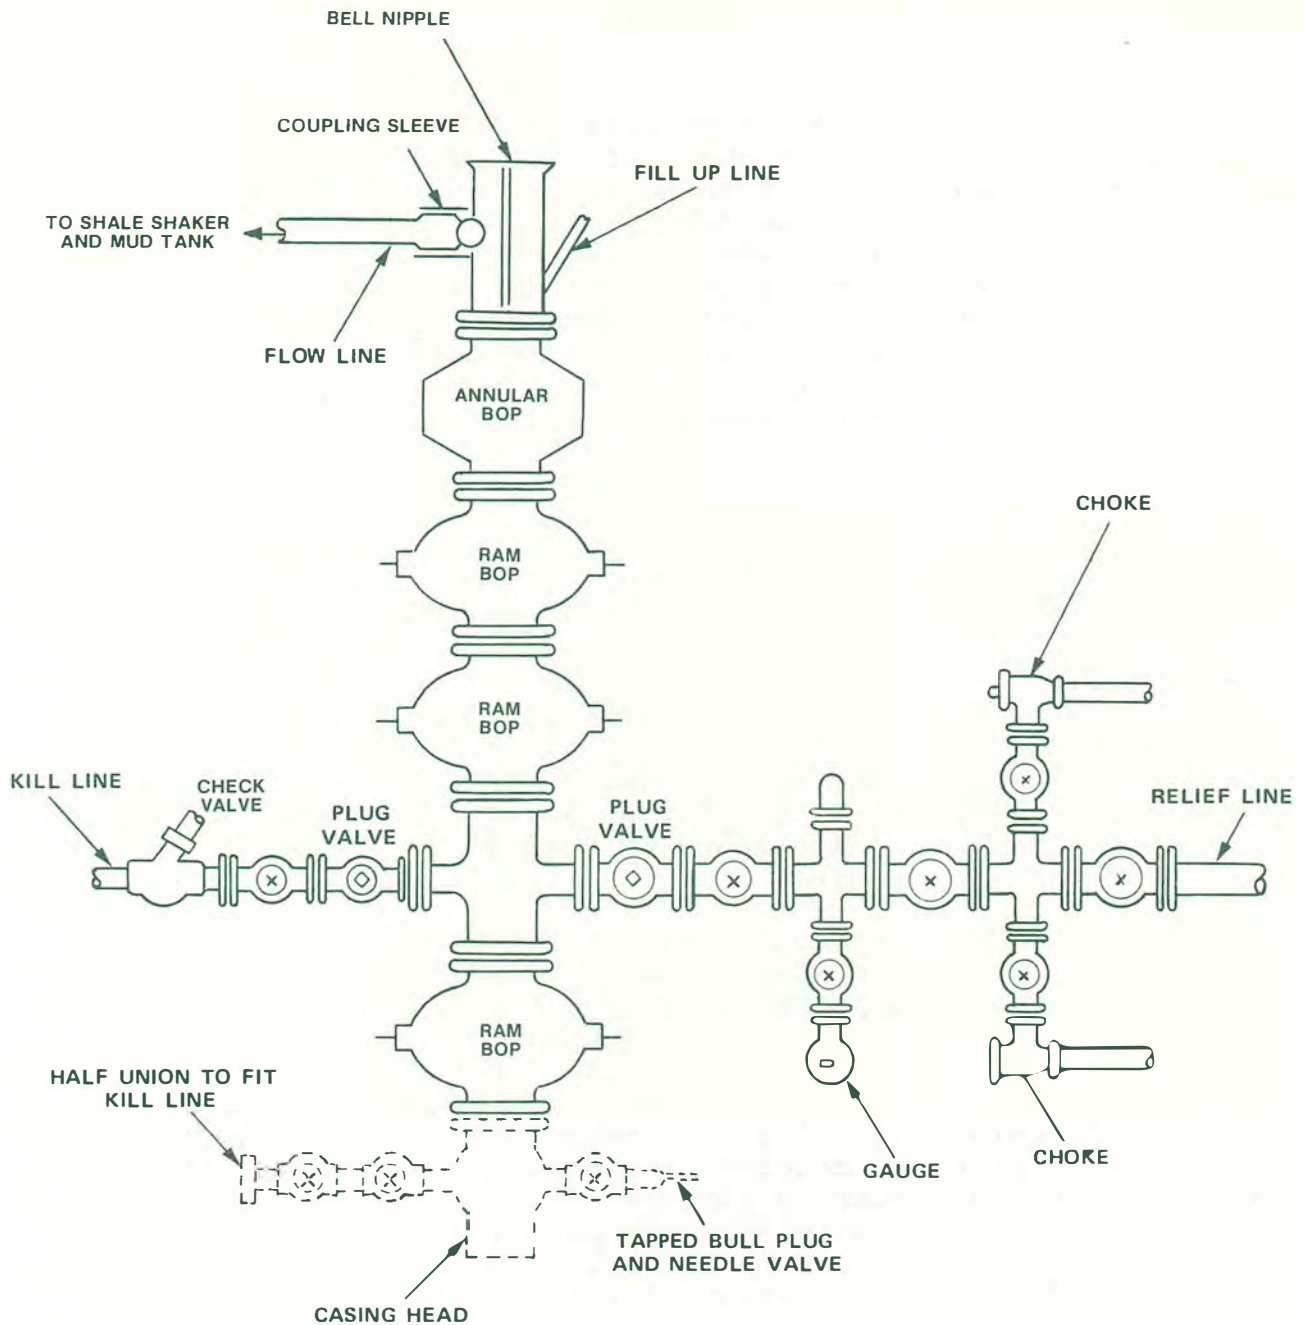 BELL NIPPLE
COUPLING SLEEVE
FILL UP LINE
TO SHALE SHAKER
AND MUD TANK
FLOW LINE
ANNULAR
BOP
RAM
BOP
CHOKE
RAM
BOP
KILL LINE
CHECK
VALVE
PLUG
VALVE
PLUG
VALVE
RELIEF LINE
RAM
BOP
HALF UNION TO FIT
KILL LINE
GAUGE
CHOKE
TAPPED BULL PLUG
AND NEEDLE VALVE
CASING HEAD